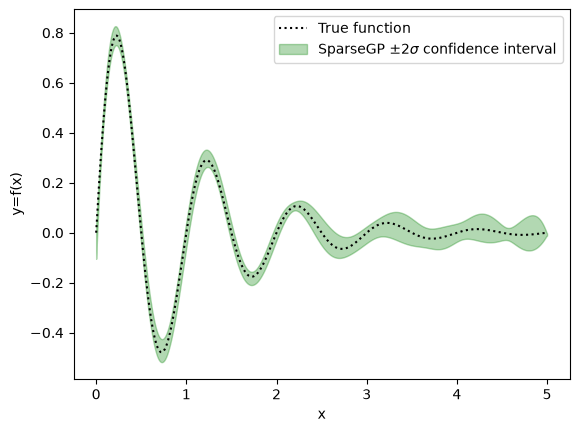 True function
SparseGP ±2σ confidence interval
0.8
0.6
0.4
0.2
0.0
−0.2
−0.4
y=f(x)
0 1 2 3 4 5
x